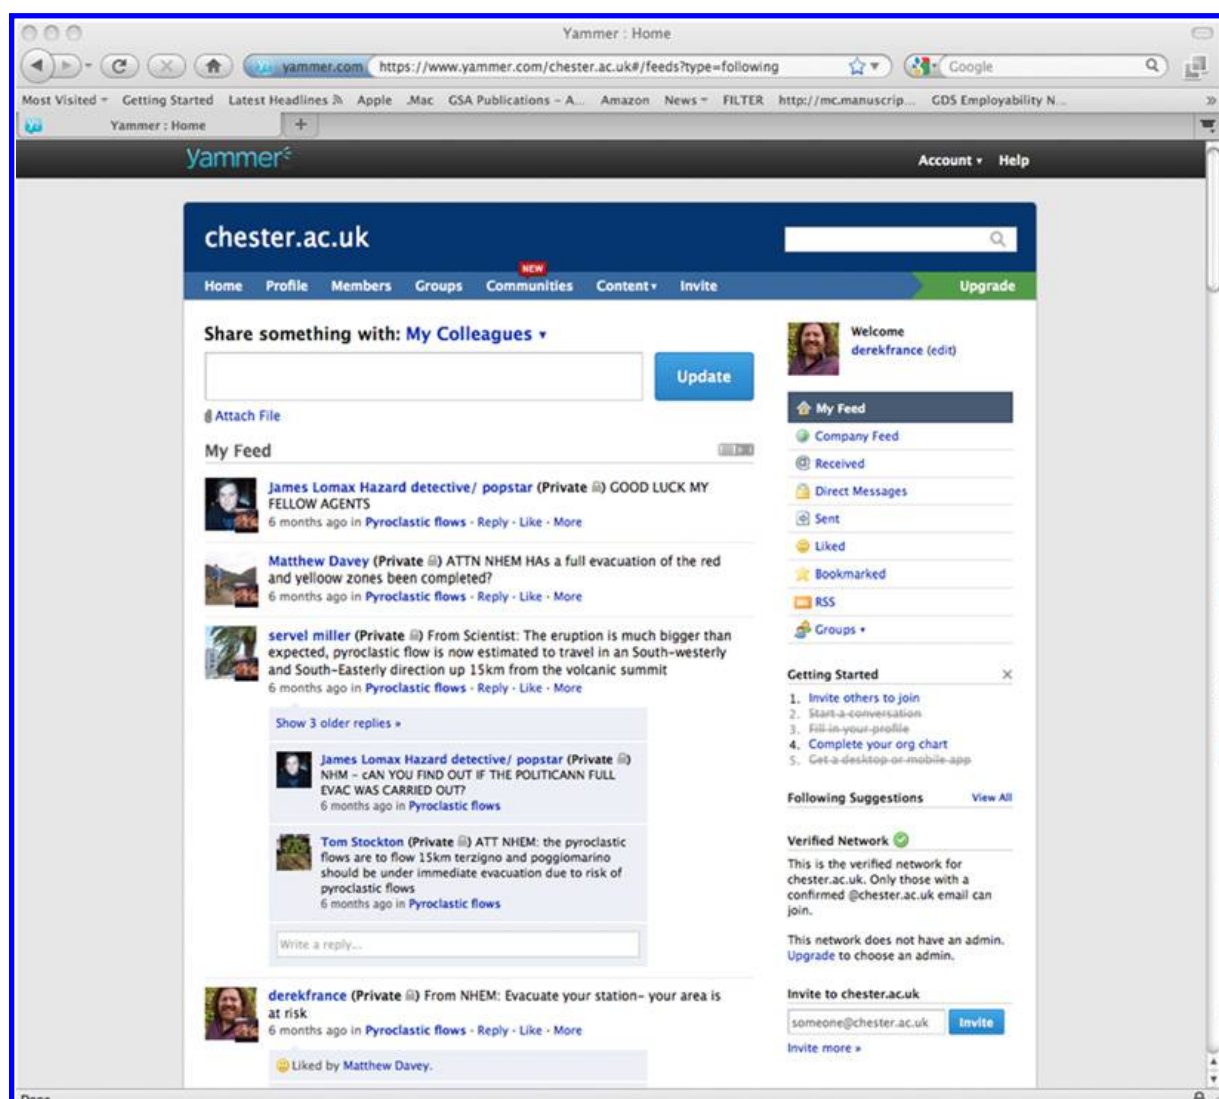 Yammer : Home
yammer.com https://www.yammer.com/chester.ac.uk#/feeds?type=following Google
Most Visited Getting Started Latest Headlines Apple .Mac GSA Publications - A... Amazon News FILTER http://mc.manuscrip... GDS Employability N...
Yammer : Home
yammer
Account Help
chester.ac.uk
NEW
Home Profile Members Groups Communities Content Invite Upgrade
Share something with: My Colleagues
Update
Attach File
My Feed
James Lomax Hazard detective/ popstar (Private) GOOD LUCK MY
FELLOW AGENTS
6 months ago in Pyroclastic flows · Reply · Like · More
Matthew Davey (Private) ATTN NHEM HAs a full evacuation of the red
and yelloow zones been completed?
6 months ago in Pyroclastic flows · Reply · Like · More
servel miller (Private) From Scientist: The eruption is much bigger than
expected, pyroclastic flow is now estimated to travel in an South-westerly
and South-Easterly direction up 15km from the volcanic summit
6 months ago in Pyroclastic flows · Reply · Like · More
Show 3 older replies »
James Lomax Hazard detective/ popstar (Private)
NHM - cAN YOU FIND OUT IF THE POLITICANN FULL
EVAC WAS CARRIED OUT?
6 months ago in Pyroclastic flows
Tom Stockton (Private) ATT NHEM: the pyroclastic
flows are to flow 15km terzigno and poggiomarino
should be under immediate evacuation due to risk of
pyroclastic flows
6 months ago in Pyroclastic flows
Write a reply...
derekfrance (Private) From NHEM: Evacuate your station- your area is
at risk
6 months ago in Pyroclastic flows · Reply · Like · More
Liked by Matthew Davey.
Welcome
derekfrance (edit)
My Feed
Company Feed
Received
Direct Messages
Sent
Liked
Bookmarked
RSS
Groups
Getting Started
1. Invite others to join
2. Start a conversation
3. Fill in your profile
4. Complete your org chart
5. Get a desktop or mobile app
Following Suggestions View All
Verified Network
This is the verified network for
chester.ac.uk. Only those with a
confirmed @chester.ac.uk email can
join.
This network does not have an admin.
Upgrade to choose an admin.
Invite to chester.ac.uk
someone@chester.ac.uk Invite
Invite more »